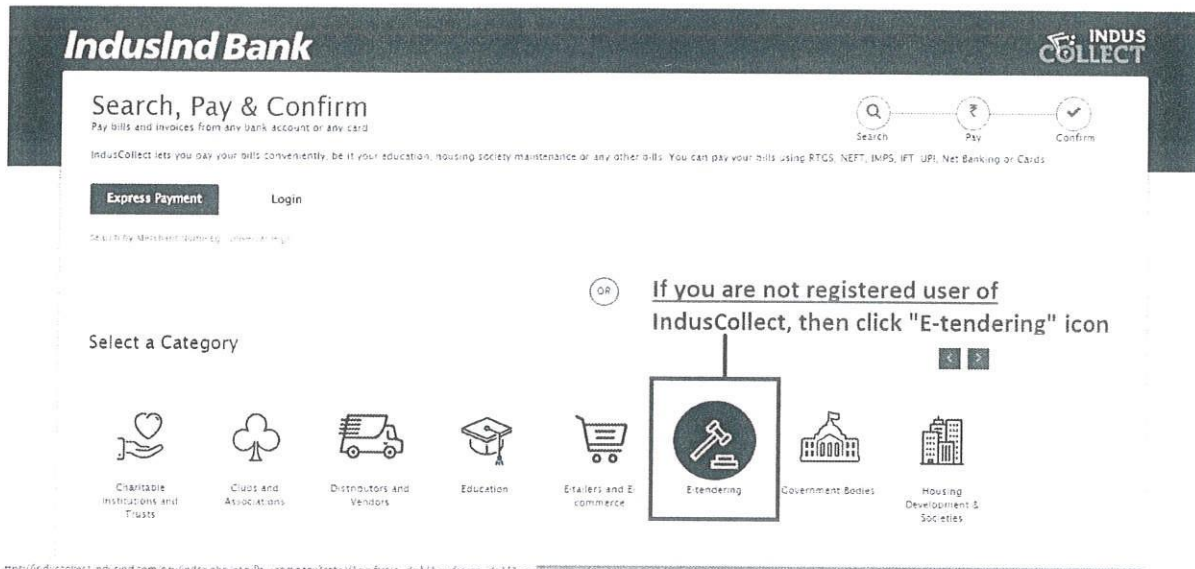 IndusInd Bank
INDUS
COLLECT
Search, Pay & Confirm
Pay bills and invoices from any bank account or any card
Search
Pay
Confirm
IndusCollect lets you pay your bills conveniently, be it your education, housing society maintenance or any other bills. You can pay your bills using RTGS, NEFT, IMPS, IFT, UPI, Net Banking or Cards
Express Payment
Login
Search by Merchant Name
OR
If you are not registered user of
IndusCollect, then click "E-tendering" icon
Select a Category
< >
Charitable
Institutions and
Trusts
Clubs and
Associations
Distributors and
Vendors
Education
E-tailers and E-
commerce
E-tendering
Government Bodies
Housing
Development &
Societies